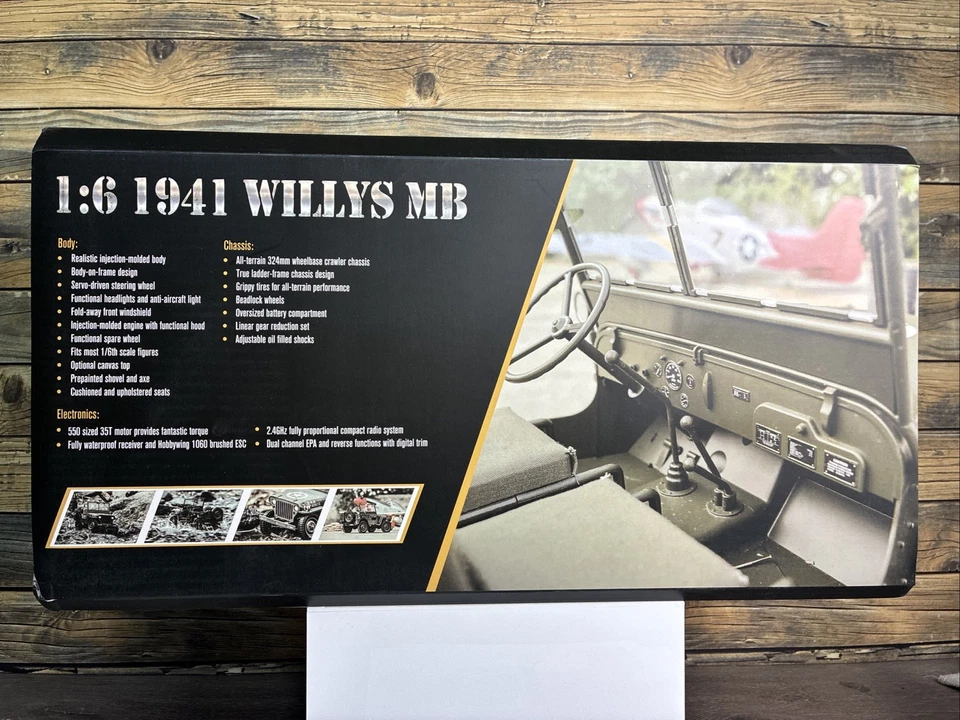 1:6 1941 WILLYS MB
Body:
Realistic injection-molded body
Body-on-frame design
Servo-driven steering wheel
Functional headlights and anti-aircraft light
Fold-away front windshield
Injection-molded engine with functional hood
Functional spare wheel
Fits most 1/6th scale figures
Optional canvas top
Prepainted shovel and axe
Cushioned and upholstered seats
Chassis:
All-terrain 324mm wheelbase crawler chassis
True ladder-frame chassis design
Grippy tires for all-terrain performance
Beadlock wheels
Oversized battery compartment
Linear gear reduction set
Adjustable oil filled shocks
Electronics:
550 sized 35T motor provides fantastic torque
Fully waterproof receiver and Hobbywing 1060 brushed ESC
2.4GHz fully proportional compact radio system
Dual channel EPA and reverse functions with digital trim
7